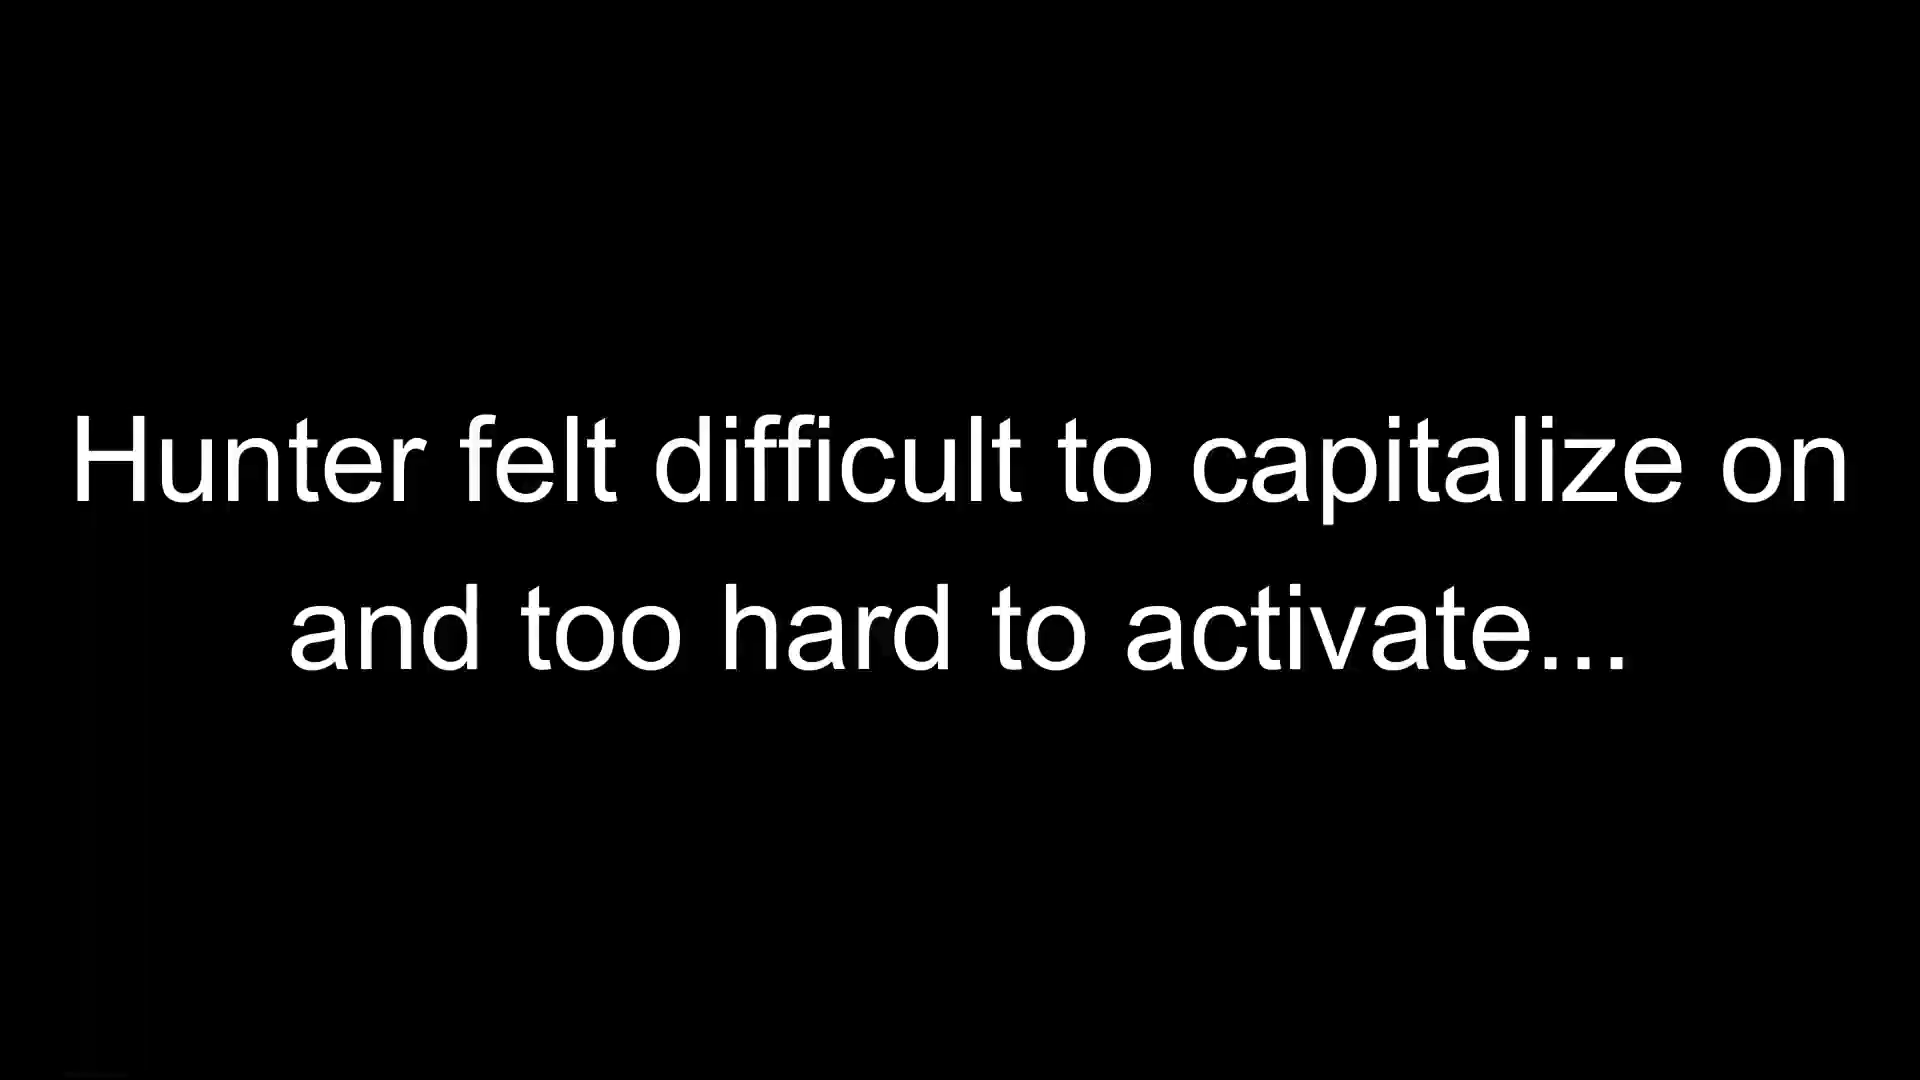 Hunter felt difficult to capitalize on
and too hard to activate...